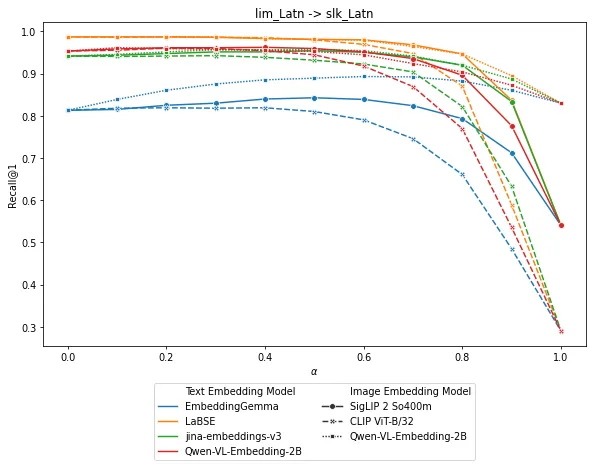 lim_Latn -> slk_Latn
Recall@1
1.0
0.9
0.8
0.7
0.6
0.5
0.4
0.3
0.0 0.2 0.4 0.6 0.8 1.0
α
Text Embedding Model Image Embedding Model
EmbeddingGemma SigLIP 2 So400m
LaBSE CLIP ViT-B/32
jina-embeddings-v3 Qwen-VL-Embedding-2B
Qwen-VL-Embedding-2B